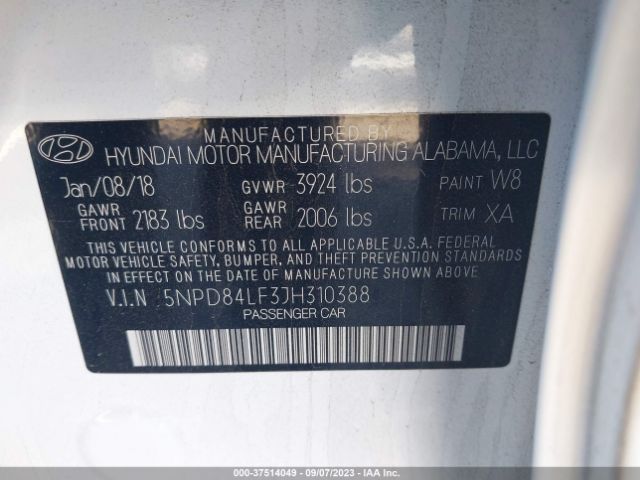 MANUFACTURED BY
HYUNDAI MOTOR MANUFACTURING ALABAMA, LLC
Jan/08/18 GVWR 3924 lbs PAINT W8
GAWR FRONT 2183 lbs GAWR REAR 2006 lbs TRIM XA
THIS VEHICLE CONFORMS TO ALL APPLICABLE U.S.A. FEDERAL
MOTOR VEHICLE SAFETY, BUMPER, AND THEFT PREVENTION STANDARDS
IN EFFECT ON THE DATE OF MANUFACTURE SHOWN ABOVE.
V.I.N 5NPD84LF3JH310388
PASSENGER CAR
000-37514049 - 09/07/2023 - IAA Inc.